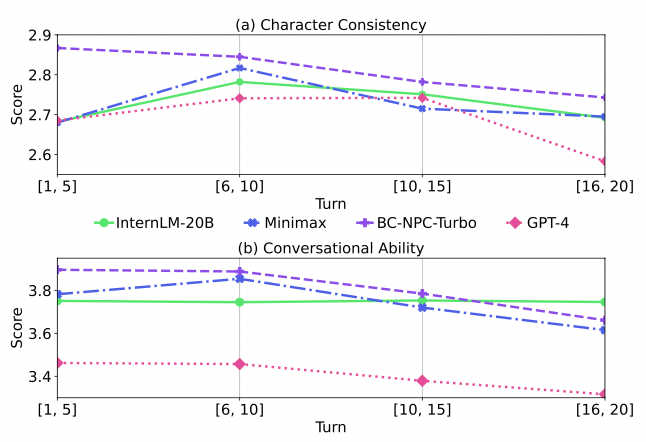 (a) Character Consistency
2.9
2.8
2.7
2.6
Score
[1, 5] [6, 10] [10, 15] [16, 20]
Turn
InternLM-20B Minimax BC-NPC-Turbo GPT-4
(b) Conversational Ability
3.8
3.6
3.4
Score
[1, 5] [6, 10] [10, 15] [16, 20]
Turn